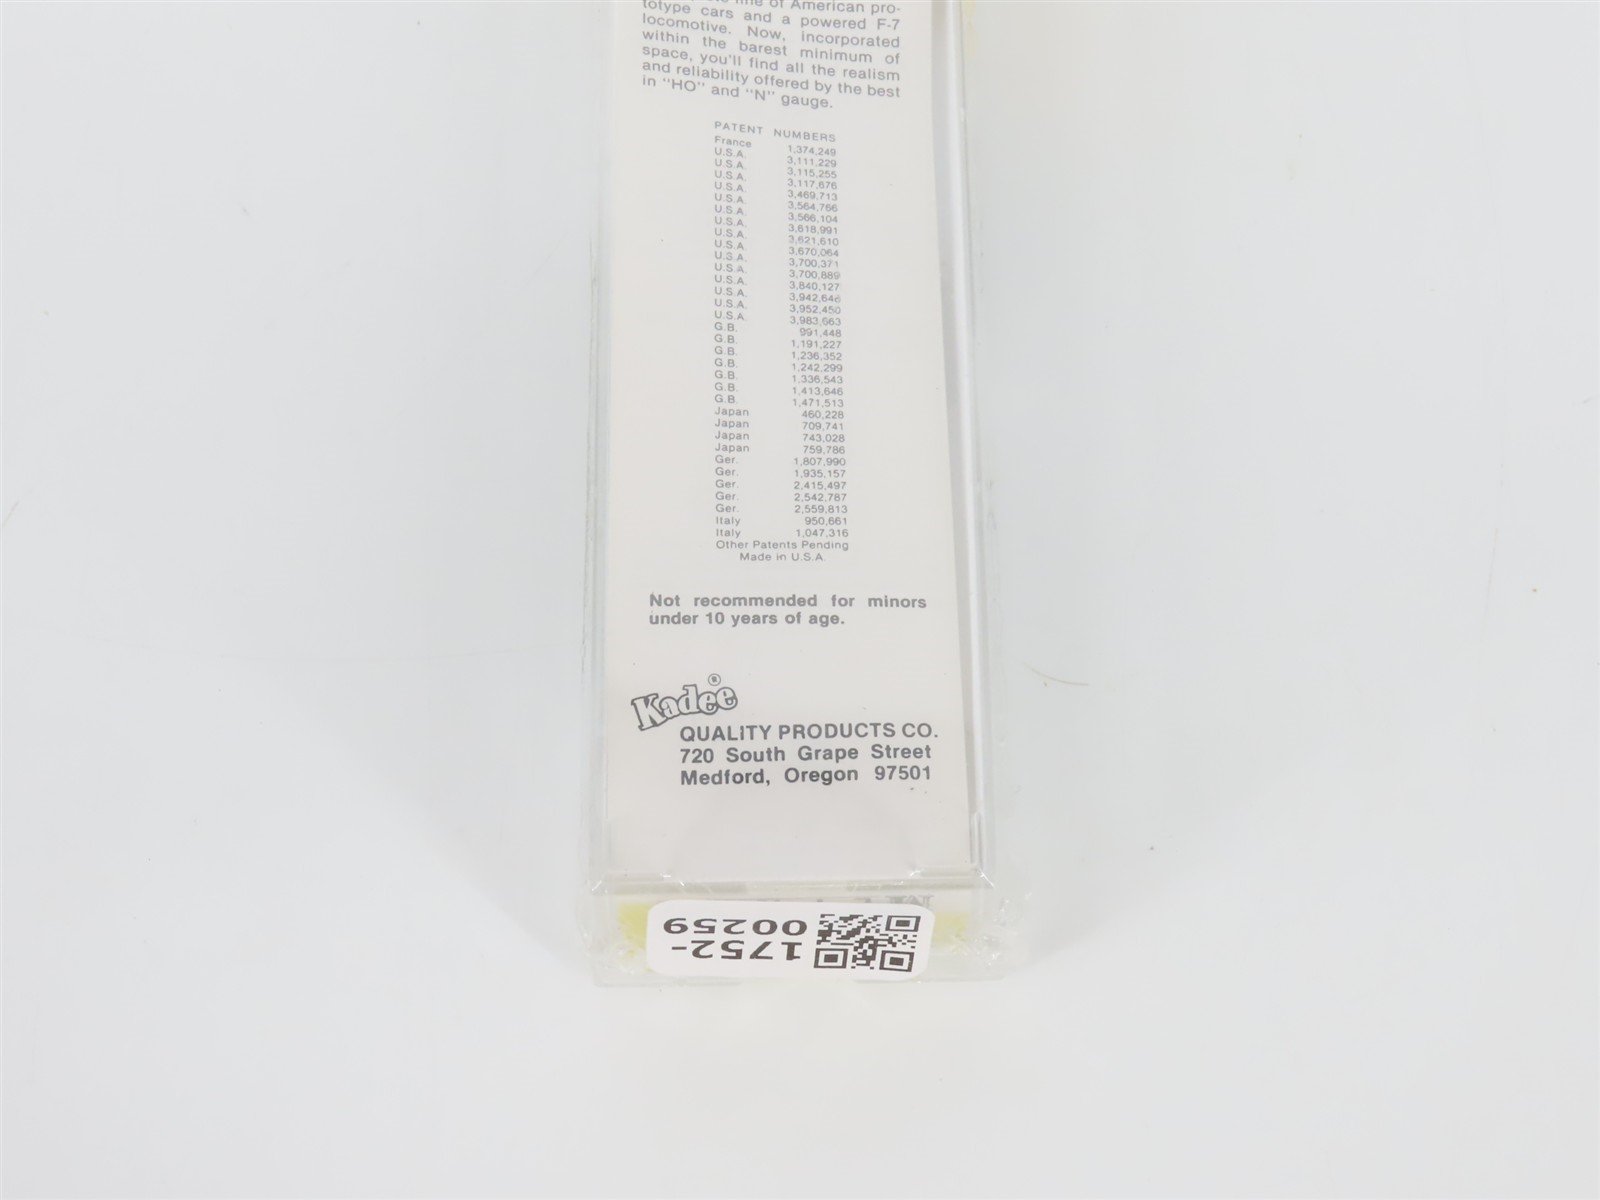 line of American pro-
totype cars and a powered F-7
locomotive. Now, incorporated
within the barest minimum of
space, you'll find all the realism
and reliability offered by the best
in "HO" and "N" gauge.
PATENT NUMBERS
France 1,374,249
U.S.A. 3,111,229
U.S.A. 3,115,255
U.S.A. 3,117,676
U.S.A. 3,469,713
U.S.A. 3,564,766
U.S.A. 3,566,104
U.S.A. 3,618,991
U.S.A. 3,621,610
U.S.A. 3,670,064
U.S.A. 3,700,371
U.S.A. 3,700,889
U.S.A. 3,840,127
U.S.A. 3,942,646
U.S.A. 3,952,450
U.S.A. 3,983,663
G.B. 991,448
G.B. 1,191,227
G.B. 1,236,352
G.B. 1,242,299
G.B. 1,336,543
G.B. 1,413,646
G.B. 1,471,513
Japan 460,228
Japan 709,741
Japan 743,028
Japan 759,786
Ger. 1,807,990
Ger. 1,935,157
Ger. 2,415,497
Ger. 2,542,787
Ger. 2,559,813
Italy 950,661
Italy 1,047,316
Other Patents Pending
Made in U.S.A.
Not recommended for minors
under 10 years of age.
Kadee®
QUALITY PRODUCTS CO.
720 South Grape Street
Medford, Oregon 97501
1752-
00259